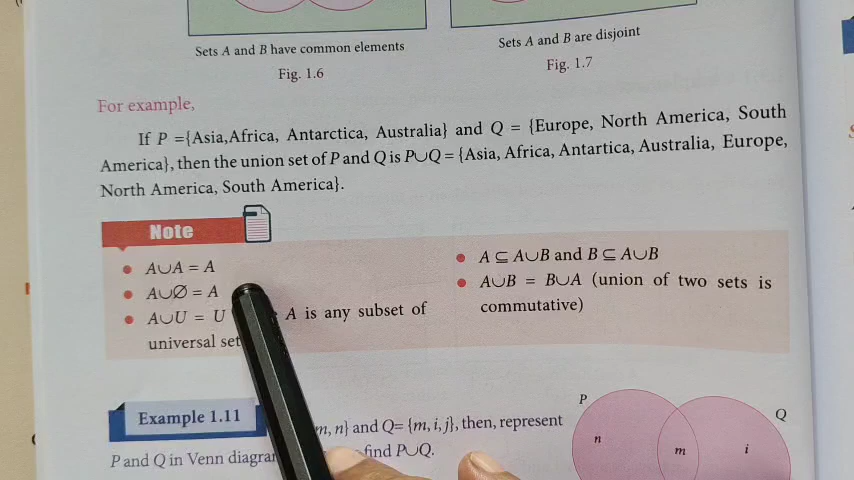 Sets A and B have common elements
Fig. 1.6
Sets A and B are disjoint
Fig. 1.7
For example,
If P ={Asia,Africa, Antarctica, Australia} and Q = {Europe, North America, South
America}, then the union set of P and Q is P∪Q = {Asia, Africa, Antartica, Australia, Europe,
North America, South America}.
Note
A∪A = A
A∪Ø = A
A∪U = U A is any subset of
universal set
A ⊆ A∪B and B ⊆ A∪B
A∪B = B∪A (union of two sets is
commutative)
Example 1.11
m, n} and Q= {m, i, j}, then, represent
P and Q in Venn find P∪Q.
P
Q
n
m
i